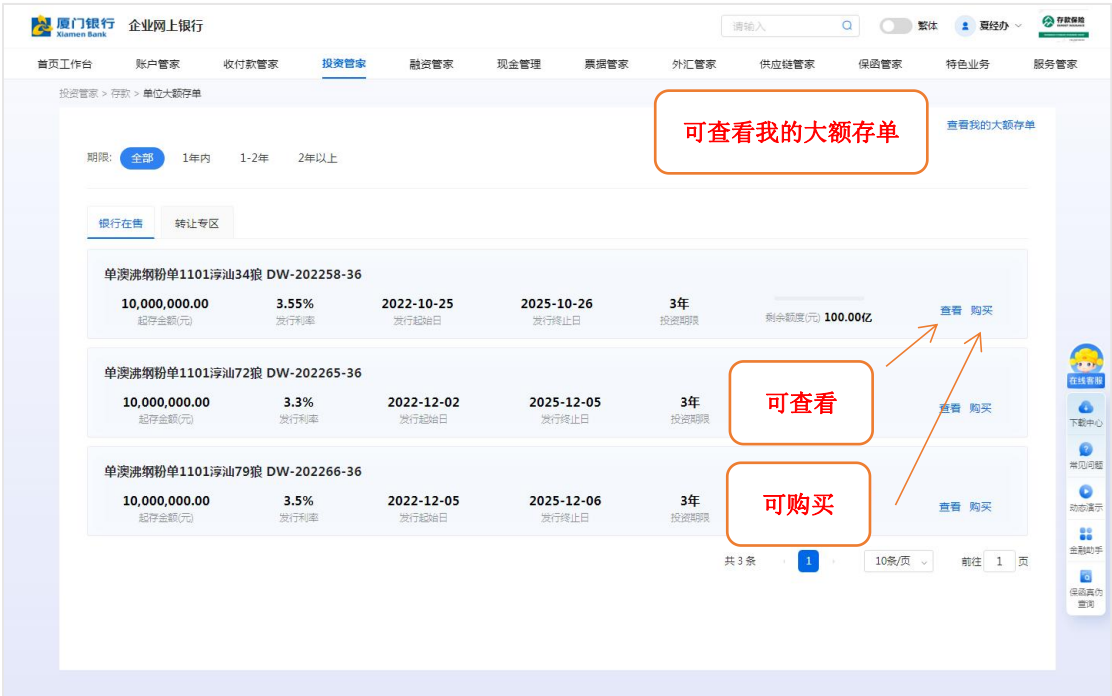 厦门银行
Xiamen Bank
企业网上银行
请输入
繁体
夏经办
存款保险
首页工作台 账户管家 收付款管家 投资管家 融资管家 现金管理 票据管家 外汇管家 供应链管家 保函管家 特色业务 服务管家
投资管家 > 存款 > 单位大额存单
可查看我的大额存单
查看我的大额存单
期限: 全部 1年内 1-2年 2年以上
银行在售 转让专区
单澳沸纲粉单1101淳汕34狼 DW-202258-36
10,000,000.00 3.55% 2022-10-25 2025-10-26 3年
起存金额(元) 发行利率 发行起始日 发行终止日 投资期限 剩余额度(元) 100.00亿
查看 购买
单澳沸纲粉单1101淳汕72狼 DW-202265-36
10,000,000.00 3.3% 2022-12-02 2025-12-05 3年
起存金额(元) 发行利率 发行起始日 发行终止日 投资期限
可查看
查看 购买
单澳沸纲粉单1101淳汕79狼 DW-202266-36
10,000,000.00 3.5% 2022-12-05 2025-12-06 3年
起存金额(元) 发行利率 发行起始日 发行终止日 投资期限
可购买
查看 购买
共 3 条 1 10条/页 前往 1 页
在线客服
下载中心
常见问题
动态演示
金融助手
保函真伪
查询